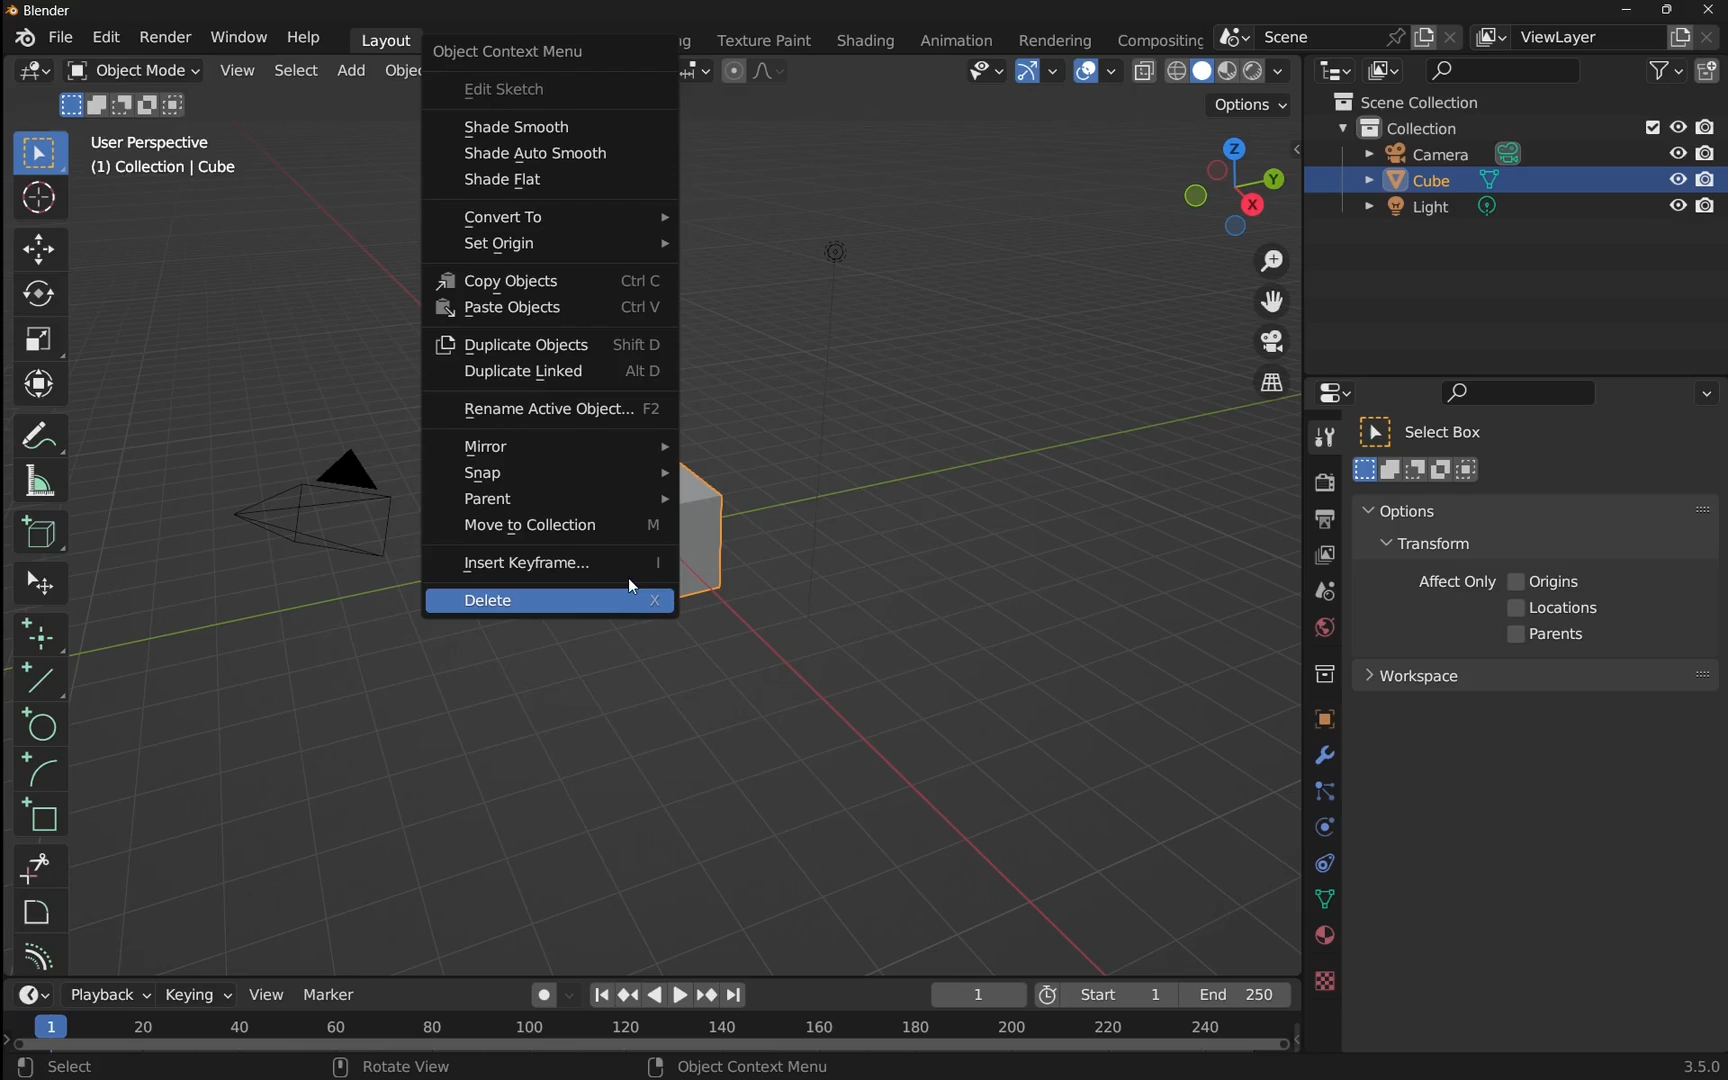 Blender
File Edit Render Window Help Layout ng Texture Paint Shading Animation Rendering Compositing Scene ViewLayer
Object Mode View Select Add Objec
Options
User Perspective
(1) Collection | Cube
Z
Y
X
Object Context Menu
Edit Sketch
Shade Smooth
Shade Auto Smooth
Shade Flat
Convert To
Set Origin
Copy Objects Ctrl C
Paste Objects Ctrl V
Duplicate Objects Shift D
Duplicate Linked Alt D
Rename Active Object... F2
Mirror
Snap
Parent
Move to Collection M
Insert Keyframe... I
Delete X
Scene Collection
Collection
Camera
Cube
Light
Select Box
Options
Transform
Affect Only Origins
Locations
Parents
Workspace
Playback Keying View Marker 1 Start 1 End 250
1 20 40 60 80 100 120 140 160 180 200 220 240
Select Rotate View Object Context Menu 3.5.0